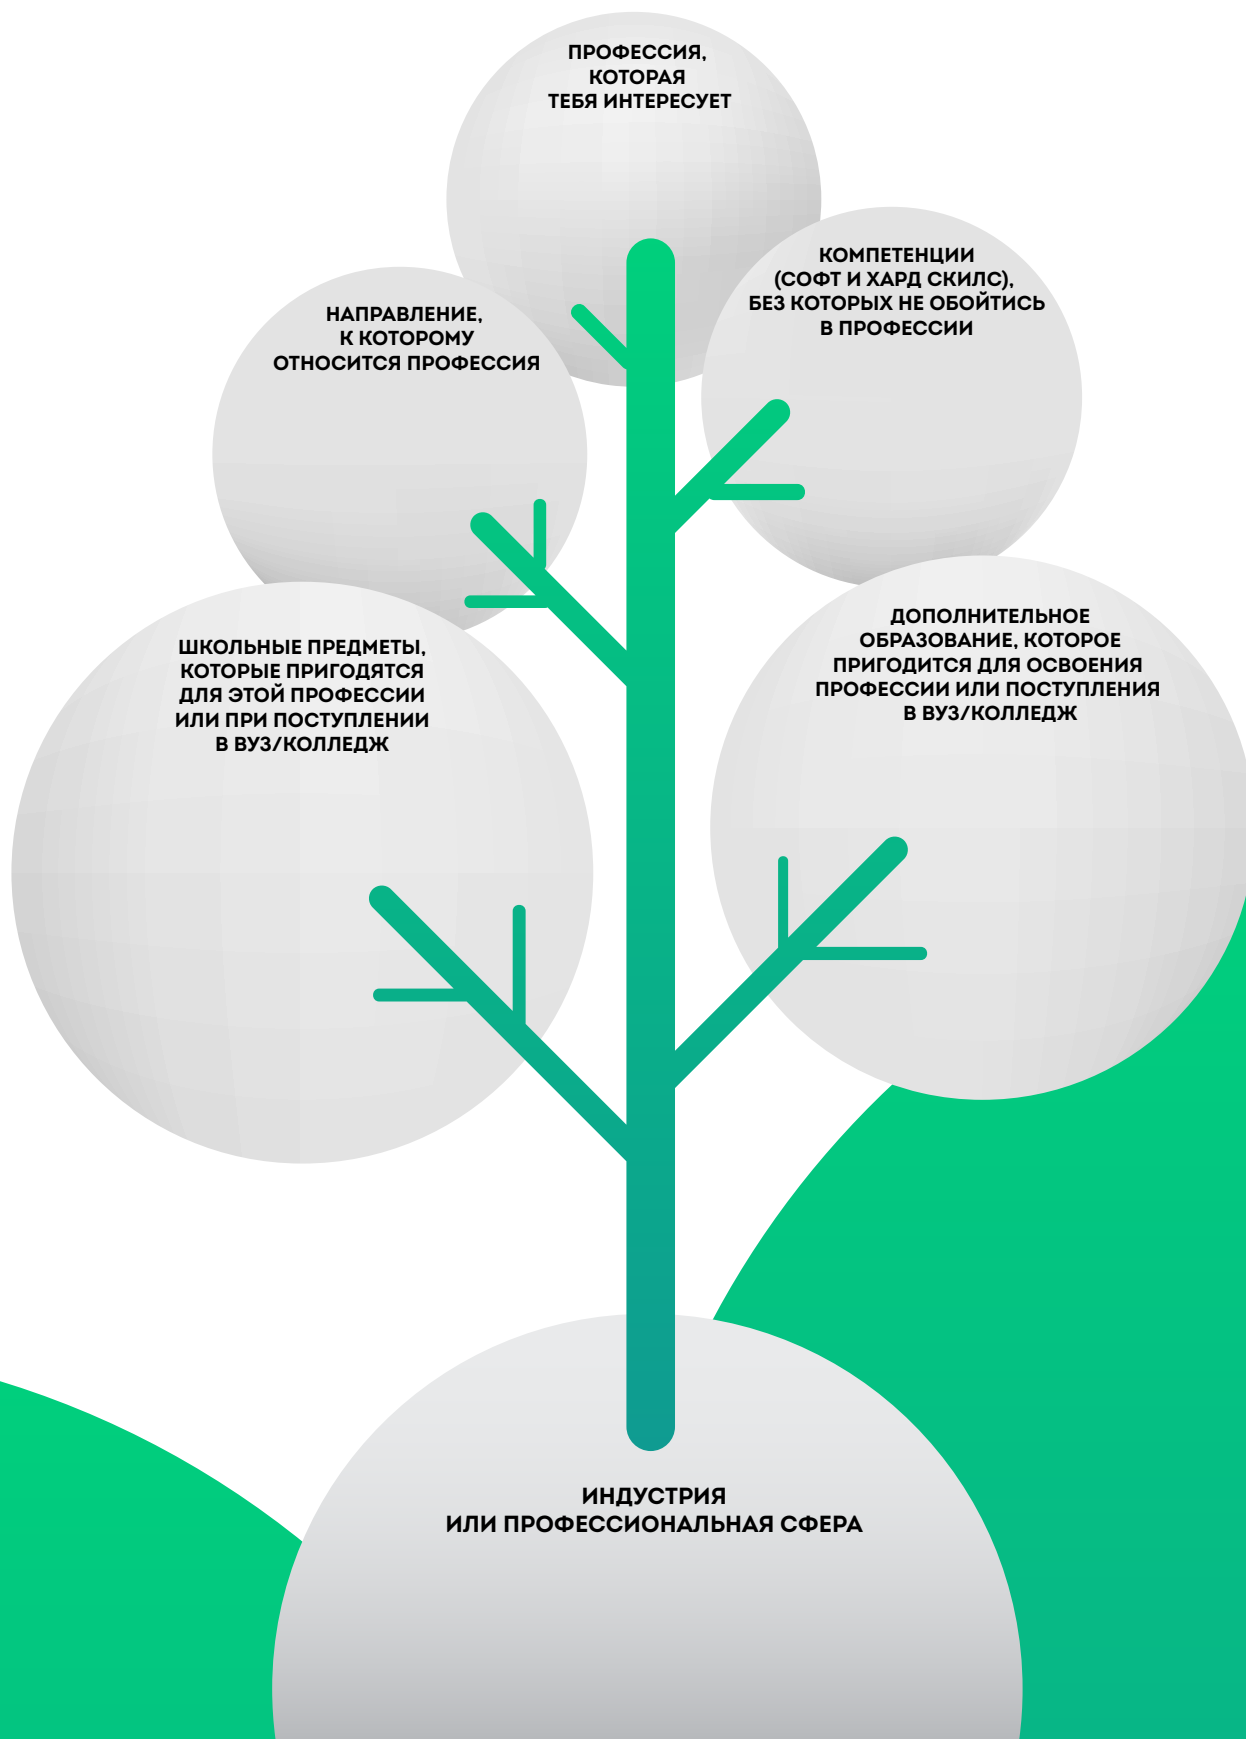 ПРОФЕССИЯ,
КОТОРАЯ
ТЕБЯ ИНТЕРЕСУЕТ
КОМПЕТЕНЦИИ
(СОФТ И ХАРД СКИЛС),
БЕЗ КОТОРЫХ НЕ ОБОЙТИСЬ
В ПРОФЕССИИ
НАПРАВЛЕНИЕ,
К КОТОРОМУ
ОТНОСИТСЯ ПРОФЕССИЯ
ДОПОЛНИТЕЛЬНОЕ
ОБРАЗОВАНИЕ, КОТОРОЕ
ПРИГОДИТСЯ ДЛЯ ОСВОЕНИЯ
ПРОФЕССИИ ИЛИ ПОСТУПЛЕНИЯ
В ВУЗ/КОЛЛЕДЖ
ШКОЛЬНЫЕ ПРЕДМЕТЫ,
КОТОРЫЕ ПРИГОДЯТСЯ
ДЛЯ ЭТОЙ ПРОФЕССИИ
ИЛИ ПРИ ПОСТУПЛЕНИИ
В ВУЗ/КОЛЛЕДЖ
ИНДУСТРИЯ
ИЛИ ПРОФЕССИОНАЛЬНАЯ СФЕРА